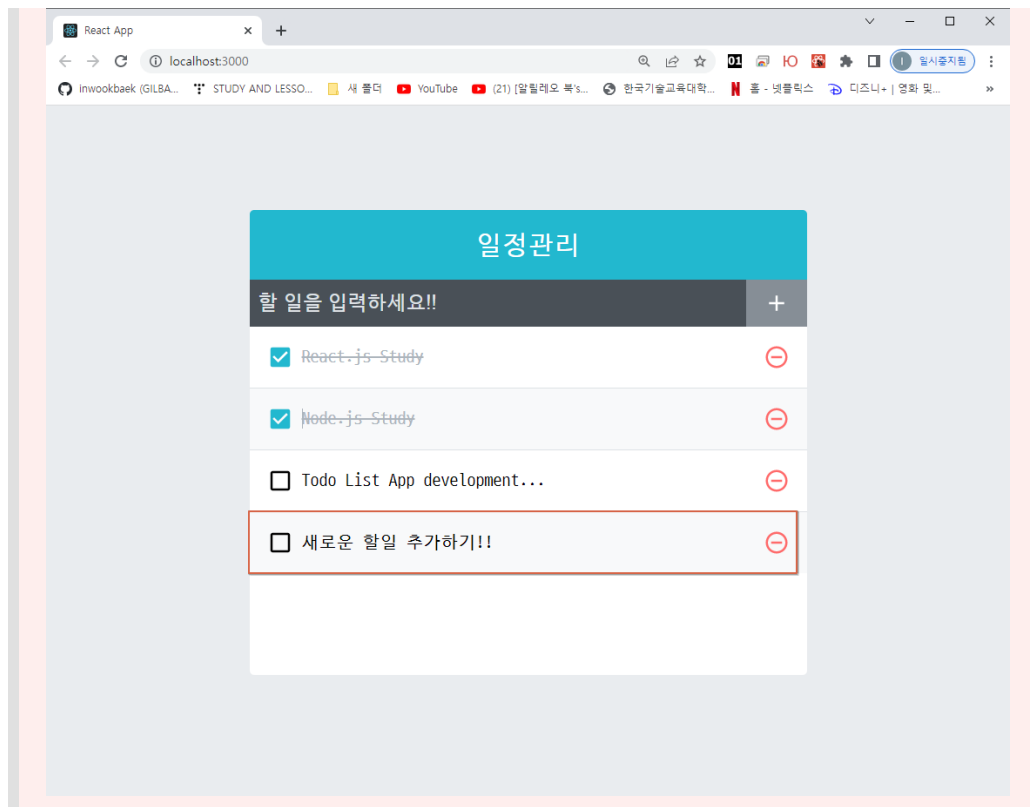 React App
localhost:3000
01 I 일시중지됨
inwookbaek (GILBA... STUDY AND LESSO... 새 폴더 YouTube (21) [알릴레오 북's... 한국기술교육대학... 홈 - 넷플릭스 디즈니+ | 영화 및...
일정관리
할 일을 입력하세요!!
React.js Study
Node.js Study
Todo List App development...
새로운 할일 추가하기!!